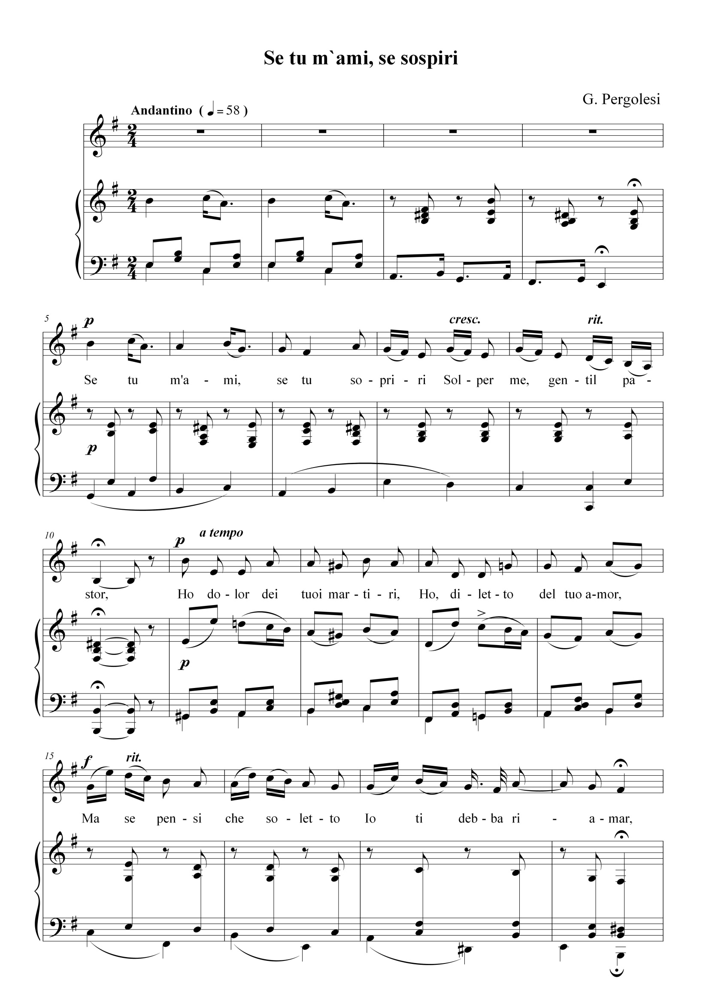 Se tu m`ami, se sospiri
G. Pergolesi
Andantino ( ♩ = 58 )
2/4
2/4
2/4
5
p
cresc.
rit.
Se tu m'a - mi, se tu so - pri - ri Sol - per me, gen - til pa -
p
10
p a tempo
stor, Ho do - lor dei tuoi mar - ti - ri, Ho, di - let - to del tuo a-mor,
p
15
f rit.
Ma se pen - si che so - let - to Io ti deb - ba ri - a - mar,